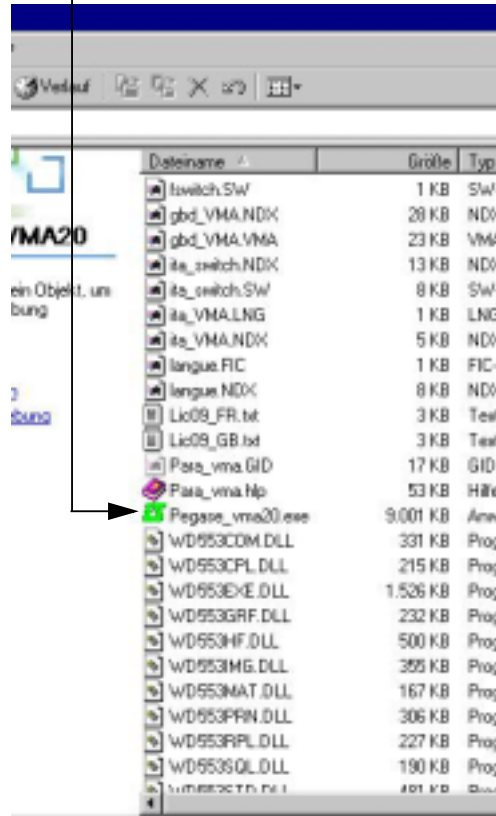 Verlauf
Dateiname Größe Typ
fswitch.SW 1 KB SW
gbd_VMA.NDX 28 KB NDX
gbd_VMA.VMA 23 KB VMA
ita_switch.NDX 13 KB NDX
ita_switch.SW 8 KB SW
ita_VMA.LNG 1 KB LNG
ita_VMA.NDX 5 KB NDX
langue.FIC 1 KB FIC-
langue.NDX 8 KB NDX
Lic09_FR.txt 3 KB Text
Lic09_GB.txt 3 KB Text
Para_vma.GID 17 KB GID
Para_vma.hlp 53 KB Hilfe
Pegase_vma20.exe 9.001 KB Anw
WD553COM.DLL 331 KB Prog
WD553CPL.DLL 215 KB Prog
WD553EXE.DLL 1.526 KB Prog
WD553GRF.DLL 232 KB Prog
WD553HF.DLL 500 KB Prog
WD553IMG.DLL 355 KB Prog
WD553MAT.DLL 167 KB Prog
WD553PRN.DLL 306 KB Prog
WD553RPL.DLL 227 KB Prog
WD553SQL.DLL 190 KB Prog
WD553STD.DLL 481 KB Prog
VMA20
ein Objekt, um
bung
ebung